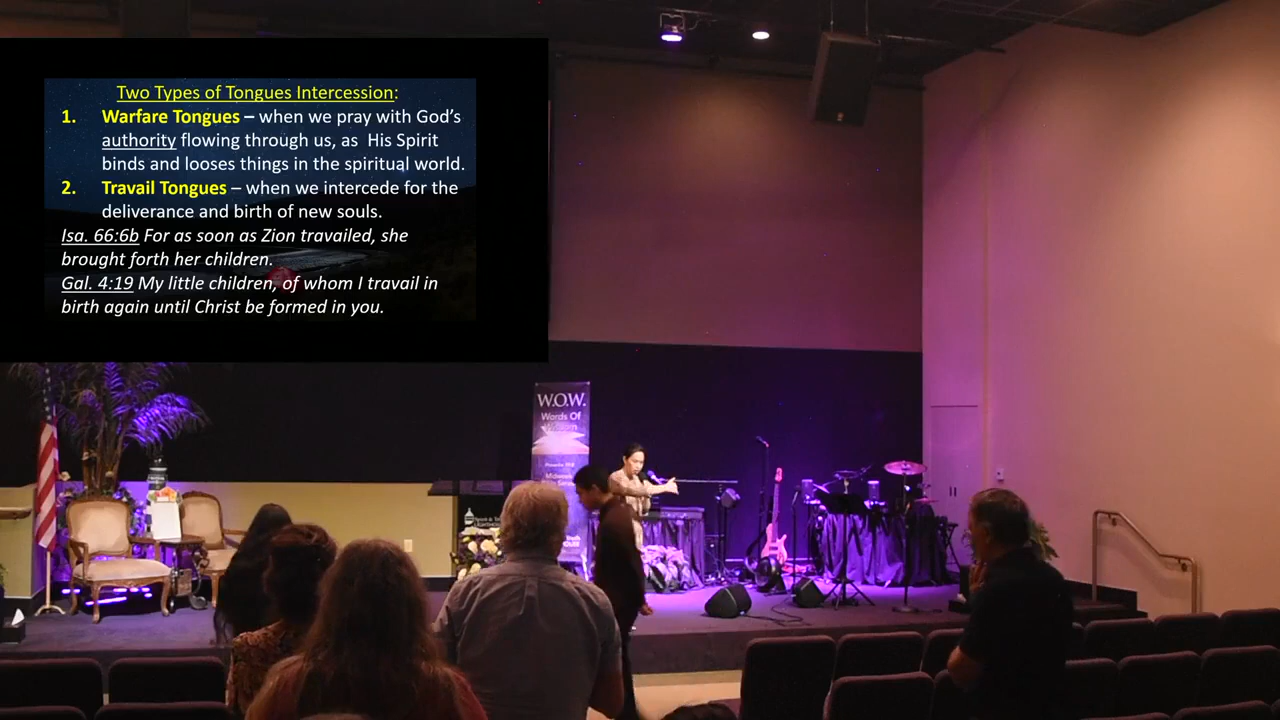 Two Types of Tongues Intercession:
1. Warfare Tongues – when we pray with God's
authority flowing through us, as His Spirit
binds and looses things in the spiritual world.
2. Travail Tongues – when we intercede for the
deliverance and birth of new souls.
Isa. 66:6b For as soon as Zion travailed, she
brought forth her children.
Gal. 4:19 My little children, of whom I travail in
birth again until Christ be formed in you.
W.O.W.
Words Of